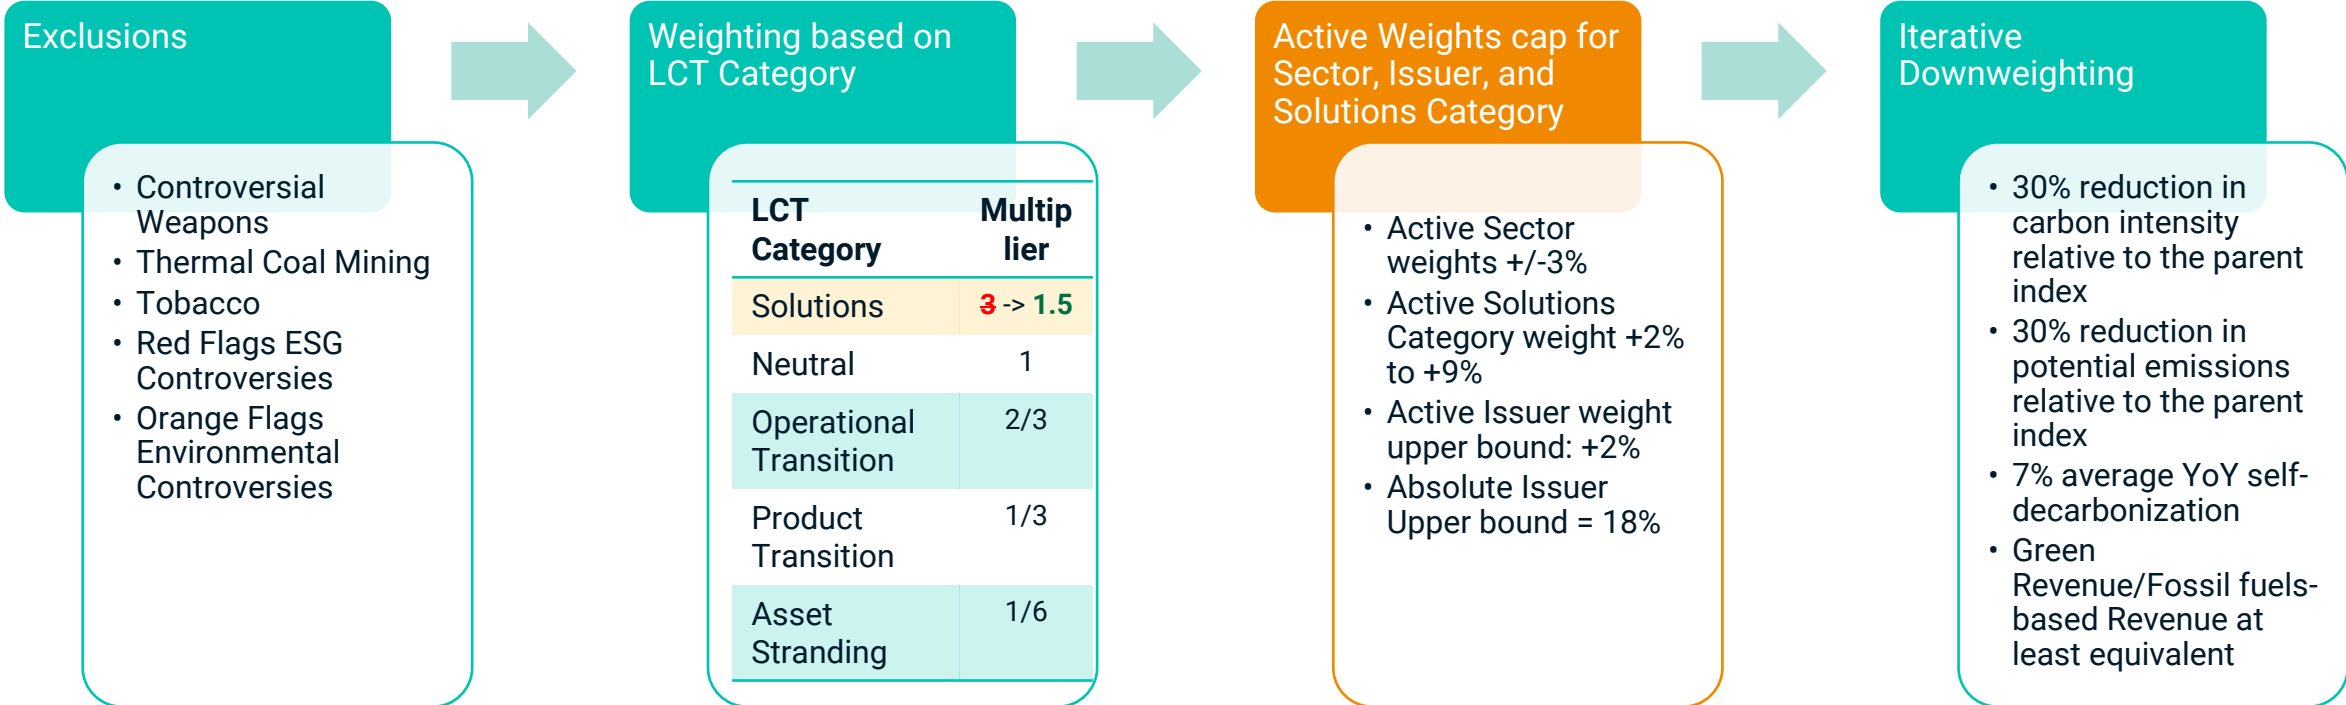 Exclusions
• Controversial
Weapons
• Thermal Coal Mining
• Tobacco
• Red Flags ESG
Controversies
• Orange Flags
Environmental
Controversies
Weighting based on
LCT Category
LCT
Category
Multip
lier
Solutions 3 -> 1.5
Neutral 1
Operational 2/3
Transition
Product 1/3
Transition
Asset 1/6
Stranding
Active Weights cap for
Sector, Issuer, and
Solutions Category
• Active Sector
weights +/-3%
• Active Solutions
Category weight +2%
to +9%
• Active Issuer weight
upper bound: +2%
• Absolute Issuer
Upper bound = 18%
Iterative
Downweighting
• 30% reduction in
carbon intensity
relative to the parent
index
• 30% reduction in
potential emissions
relative to the parent
index
• 7% average YoY self-
decarbonization
• Green
Revenue/Fossil fuels-
based Revenue at
least equivalent